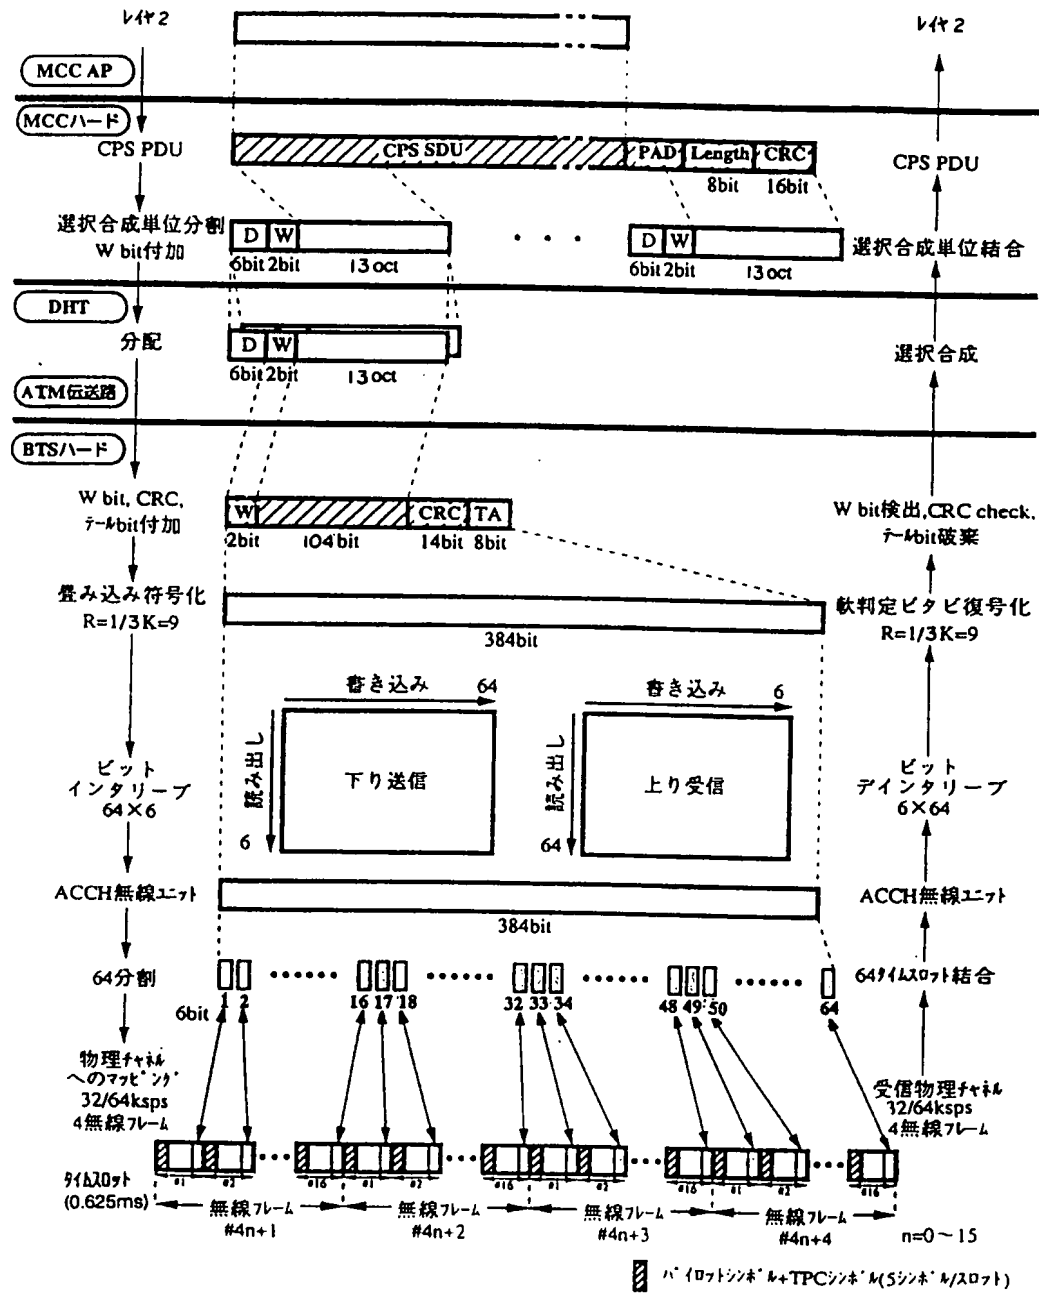 レイヤ2
レイヤ2
MCC AP
MCCハード
CPS PDU
CPS SDU
PAD
Length
CRC
8bit
16bit
CPS PDU
選択合成単位分割
W bit付加
D
W
6bit
2bit
13oct
・・・
D
W
6bit
2bit
13oct
選択合成単位結合
DHT
分配
D
W
6bit
2bit
13oct
選択合成
ATM伝送路
BTSハード
W bit, CRC,
テールbit付加
W
CRC
TA
2bit
104bit
14bit
8bit
W bit検出,CRC check,
テールbit破棄
畳み込み符号化
R=1/3 K=9
384bit
軟判定ビタビ復号化
R=1/3 K=9
書き込み
64
読み出し
6
下り送信
書き込み
6
読み出し
64
上り受信
ビット
インタリーブ
64×6
ビット
デインタリーブ
6×64
ACCH無線ユニット
384bit
ACCH無線ユニット
64分割
6bit
1 2 16 17 18 32 33 34 48 49 50 64
64タイムスロット結合
物理チャネル
へのマッピング
32/64ksps
4無線フレーム
受信物理チャネル
32/64ksps
4無線フレーム
タイムスロット
(0.625ms)
#1 #2 #16 #1 #2 #16 #1 #2 #16 #1 #2 #16
無線フレーム
#4n+1
無線フレーム
#4n+2
無線フレーム
#4n+3
無線フレーム
#4n+4
n=0～15
パイロットシンボル+TPCシンボル(5シンボル/スロット)